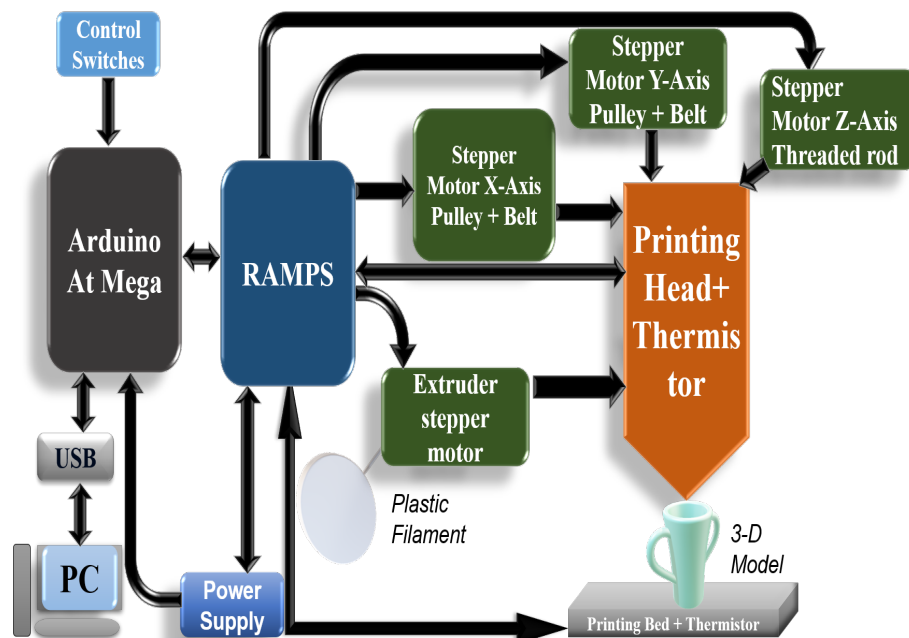 Control
Switches
Stepper
Motor Y-Axis
Pulley + Belt
Stepper
Motor Z-Axis
Threaded rod
Stepper
Motor X-Axis
Pulley + Belt
Arduino
At Mega
RAMPS
Printing
Head+
Thermis
tor
Extruder
stepper
motor
USB
Plastic
Filament
3-D
Model
PC
Power
Supply
Printing Bed + Thermistor